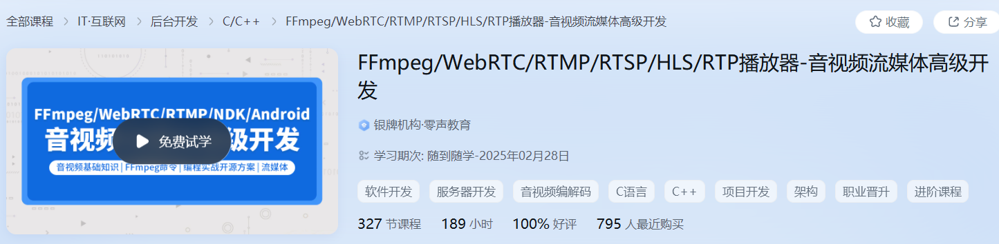 全部课程 > IT·互联网 > 后台开发 > C/C++ > FFmpeg/WebRTC/RTMP/RTSP/HLS/RTP播放器-音视频流媒体高级开发
收藏
分享
FFmpeg/WebRTC/RTMP/NDK/Android
音视频
级开发
免费试学
音视频基础知识 | FFmpeg命令 | 编程实战开源方案 | 流媒体
FFmpeg/WebRTC/RTMP/RTSP/HLS/RTP播放器-音视频流媒体高级开
发
银牌机构·零声教育
学习期次: 随到随学-2025年02月28日
软件开发 服务器开发 音视频编解码 C语言 C++ 项目开发 架构 职业晋升 进阶课程
327 节课程 189 小时 100% 好评 795 人最近购买